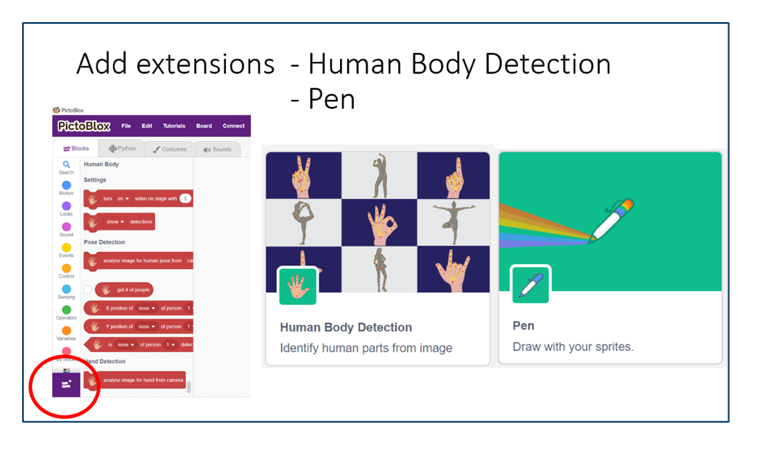 Add extensions - Human Body Detection
- Pen
PictoBlox
PictoBlox File Edit Tutorials Board Connect
Blocks Python Costumes Sounds
Search
Motion
Looks
Sound
Events
Control
Sensing
Operators
Variables
Human Body
Settings
turn on video on stage with 0
show detections
Pose Detection
analyse image for human pose from
get # of people
X position of nose of person 1
Y position of nose of person 1
is nose of person 1
Hand Detection
analyse image for hand from camera
Human Body Detection
Identify human parts from image
Pen
Draw with your sprites.